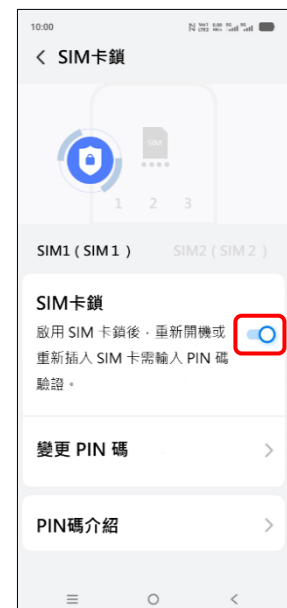 10:00
SIM卡鎖
SIM
1 2 3
SIM1 ( SIM 1 ) SIM2 ( SIM 2 )
SIM卡鎖
啟用 SIM 卡鎖後，重新開機或
重新插入 SIM 卡需輸入 PIN 碼
驗證。
變更 PIN 碼
PIN碼介紹